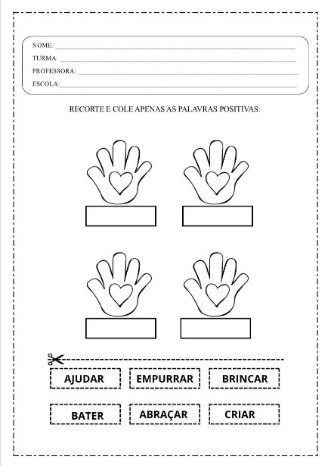 NOME:
TURMA:
PROFESSORA:
ESCOLA:
RECORTE E COLE APENAS AS PALAVRAS POSITIVAS:
AJUDAR EMPURRAR BRINCAR
BATER ABRAÇAR CRIAR